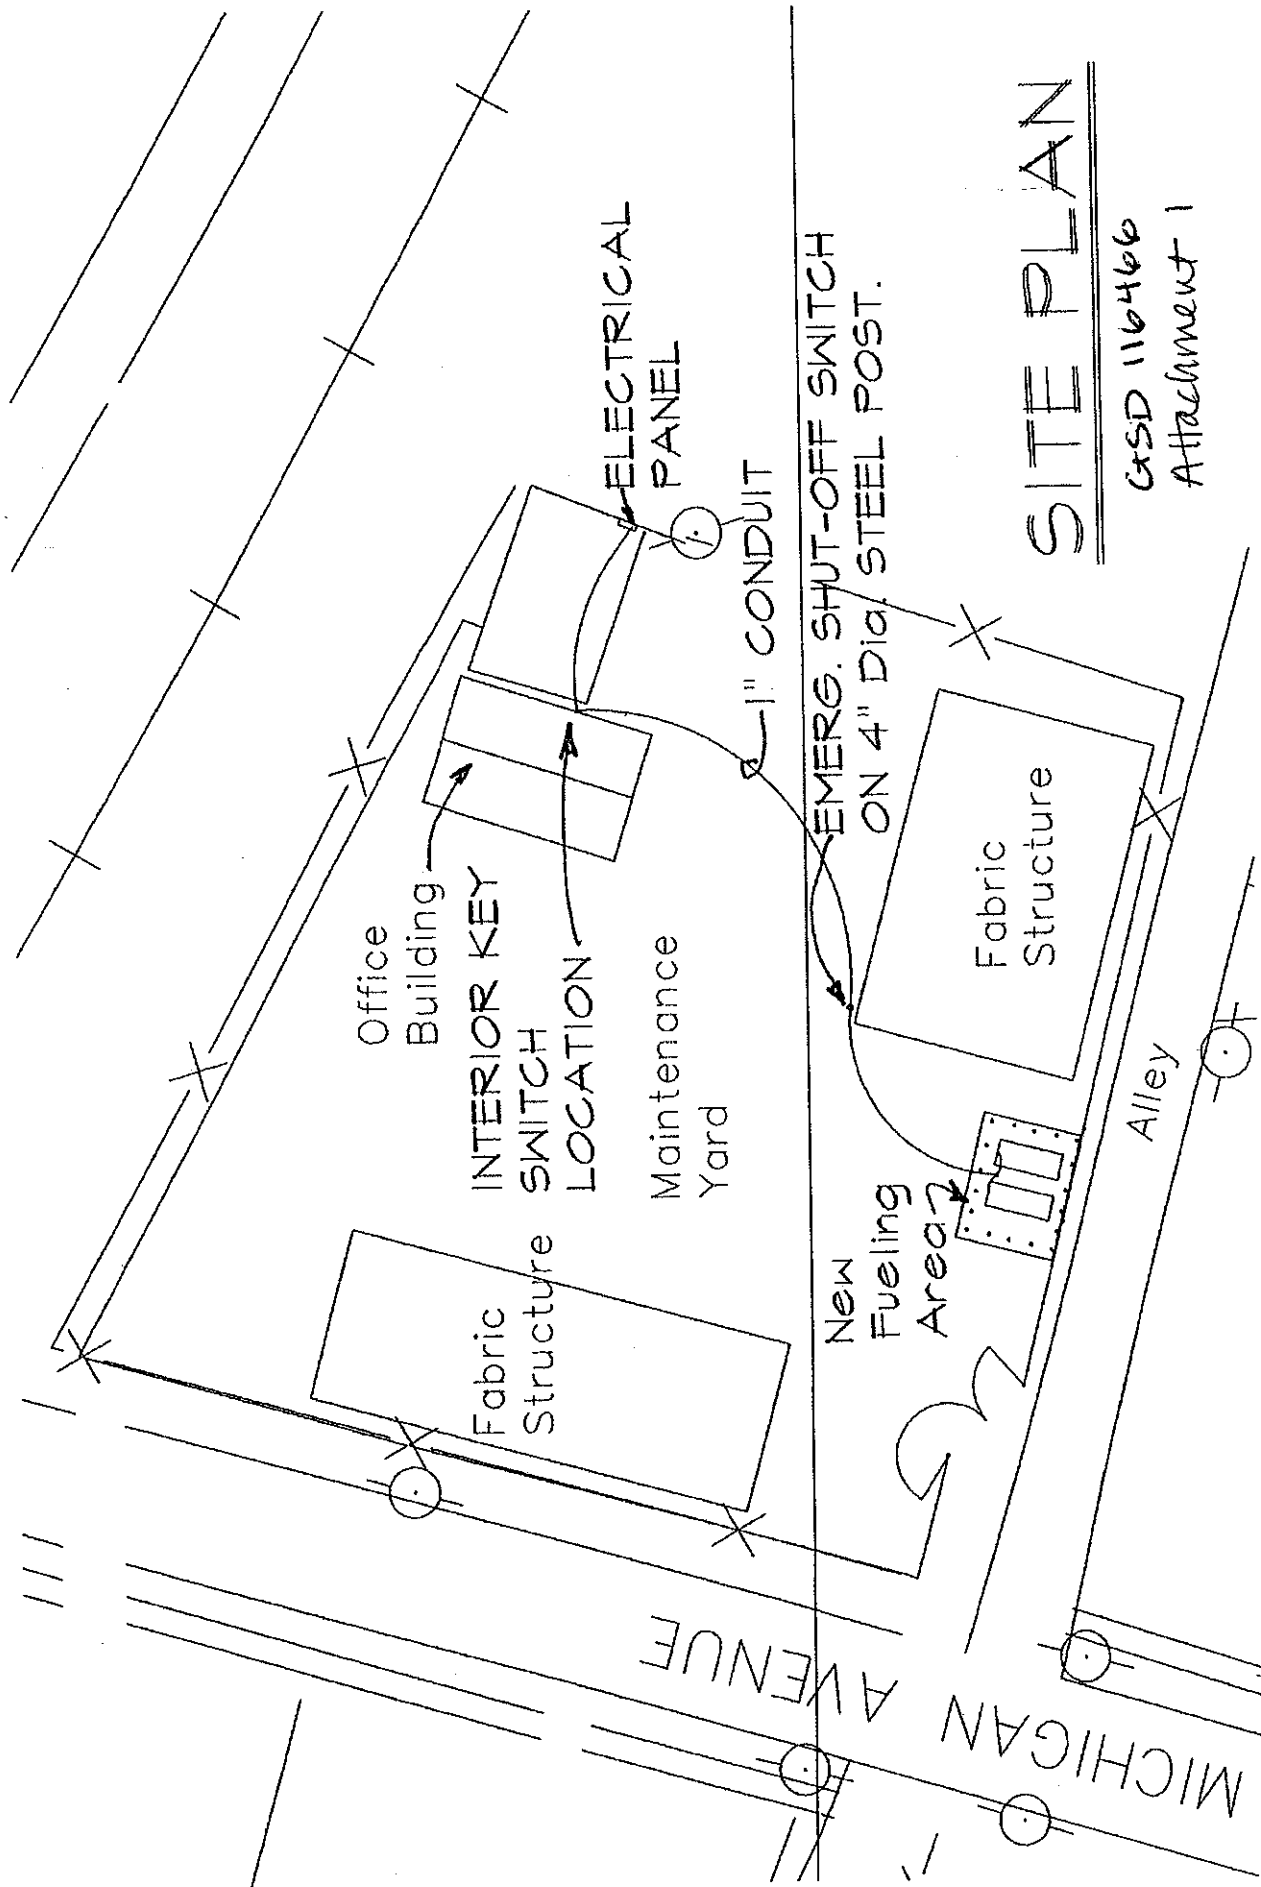 SITE PLAN
GSD 116466
Attachment 1
ELECTRICAL
PANEL
1" CONDUIT
EMERG. SHUT-OFF SWITCH
ON 4" Dia. STEEL POST.
Office
Building
INTERIOR KEY
SWITCH
LOCATION
Maintenance
Yard
Fabric
Structure
Fabric
Structure
New
Fueling
Area
Alley
MICHIGAN AVENUE